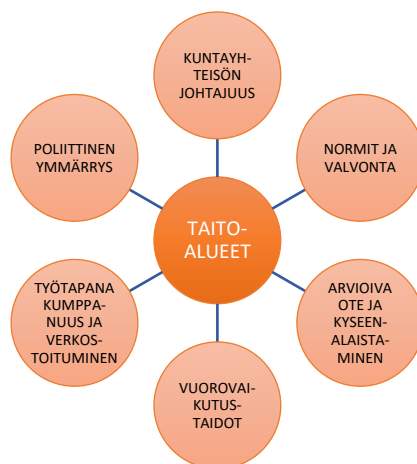 KUNTAYH-
TEISÖN
JOHTAJUUS
POLIITTINEN
YMMÄRRYS
NORMIT JA
VALVONTA
TAITO-
ALUEET
TYÖTAPANA
KUMPPA-
NUUS JA
VERKOS-
TOITUMINEN
ARVIOIVA
OTE JA
KYSEEN-
ALAISTA-
MINEN
VUOROVAI-
KUTUS-
TAIDOT